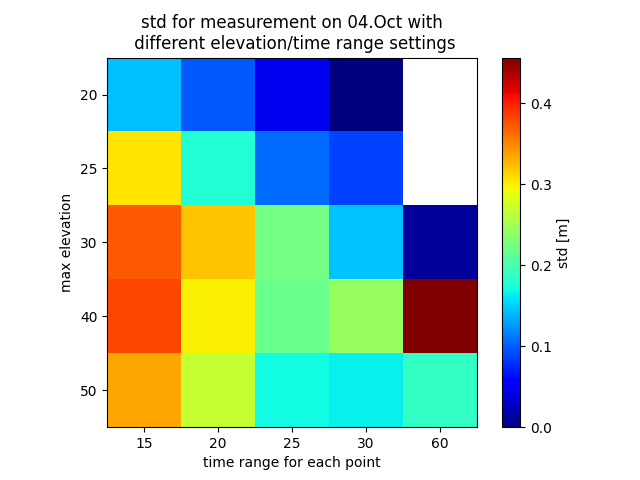 std for measurement on 04.Oct with
different elevation/time range settings
max elevation
20
25
30
40
50
15 20 25 30 60
time range for each point
0.4
0.3
0.2
0.1
0.0
std [m]